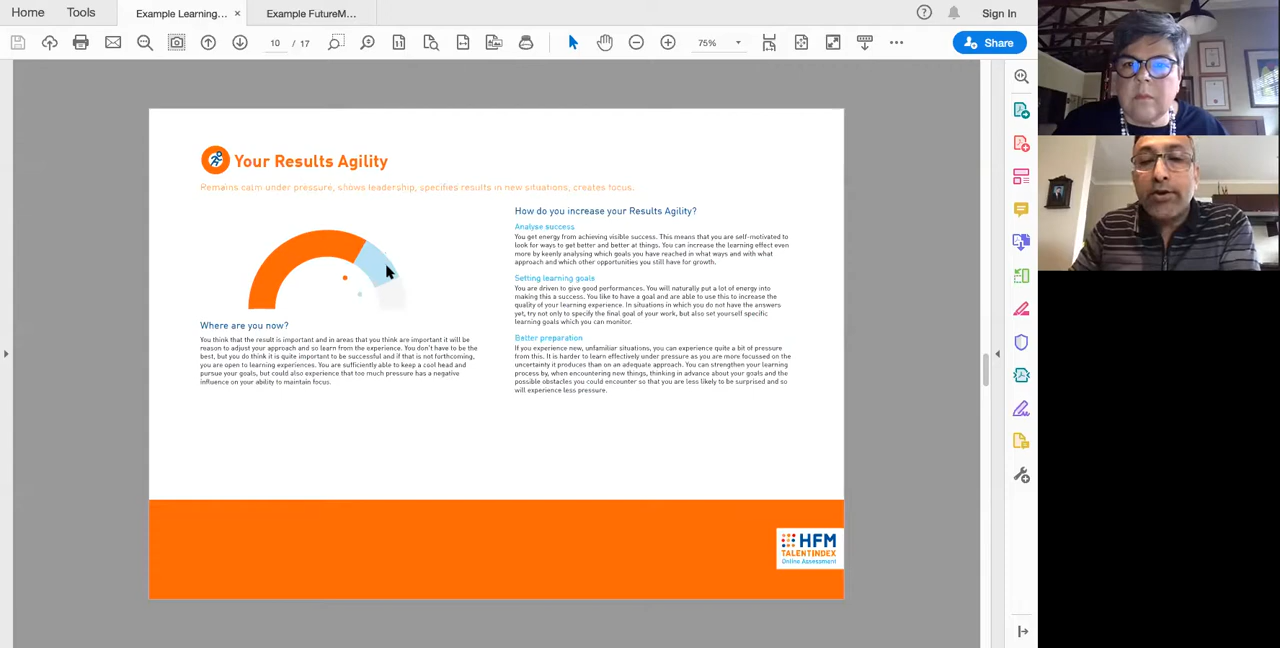 Home
Tools
Example Learning...
Example FutureM...
Sign In
10 / 17
75%
Share
Your Results Agility
Remains calm under pressure, shows leadership, specifies results in new situations, creates focus.
Where are you now?
You think that the result is important and in areas that you think are important it will be
reason to adjust your approach and so learn from the experience. You don't have to be the
best, but you do think it is quite important to be successful and if that is not forthcoming,
you are open to learning experiences. You are sufficiently able to keep a cool head and
pursue your goals, but could also experience that too much pressure has a negative
influence on your ability to maintain focus.
How do you increase your Results Agility?
Analyse success
You get energy from achieving visible success. This means that you are self-motivated to
look for ways to get better and better at things. You can increase the learning effect even
more by keenly analysing which goals you have reached in what ways and with what
approach and which other opportunities you still have for growth.
Setting learning goals
You are driven to give good performances. You will naturally put a lot of energy into
making this a success. You like to have a goal and are able to use this to increase the
quality of your learning experience. In situations in which you do not have the answers
yet, try not only to specify the final goal of your work, but also set yourself specific
learning goals which you can monitor.
Better preparation
If you experience new, unfamiliar situations, you can experience quite a bit of pressure
from this. It is harder to learn effectively under pressure as you are more focussed on the
uncertainty it produces than on an adequate approach. You can strengthen your learning
process by, when encountering new things, thinking in advance about your goals and the
possible obstacles you could encounter so that you are less likely to be surprised and so
will experience less pressure.
HFM
TALENTINDEX
Online Assessment